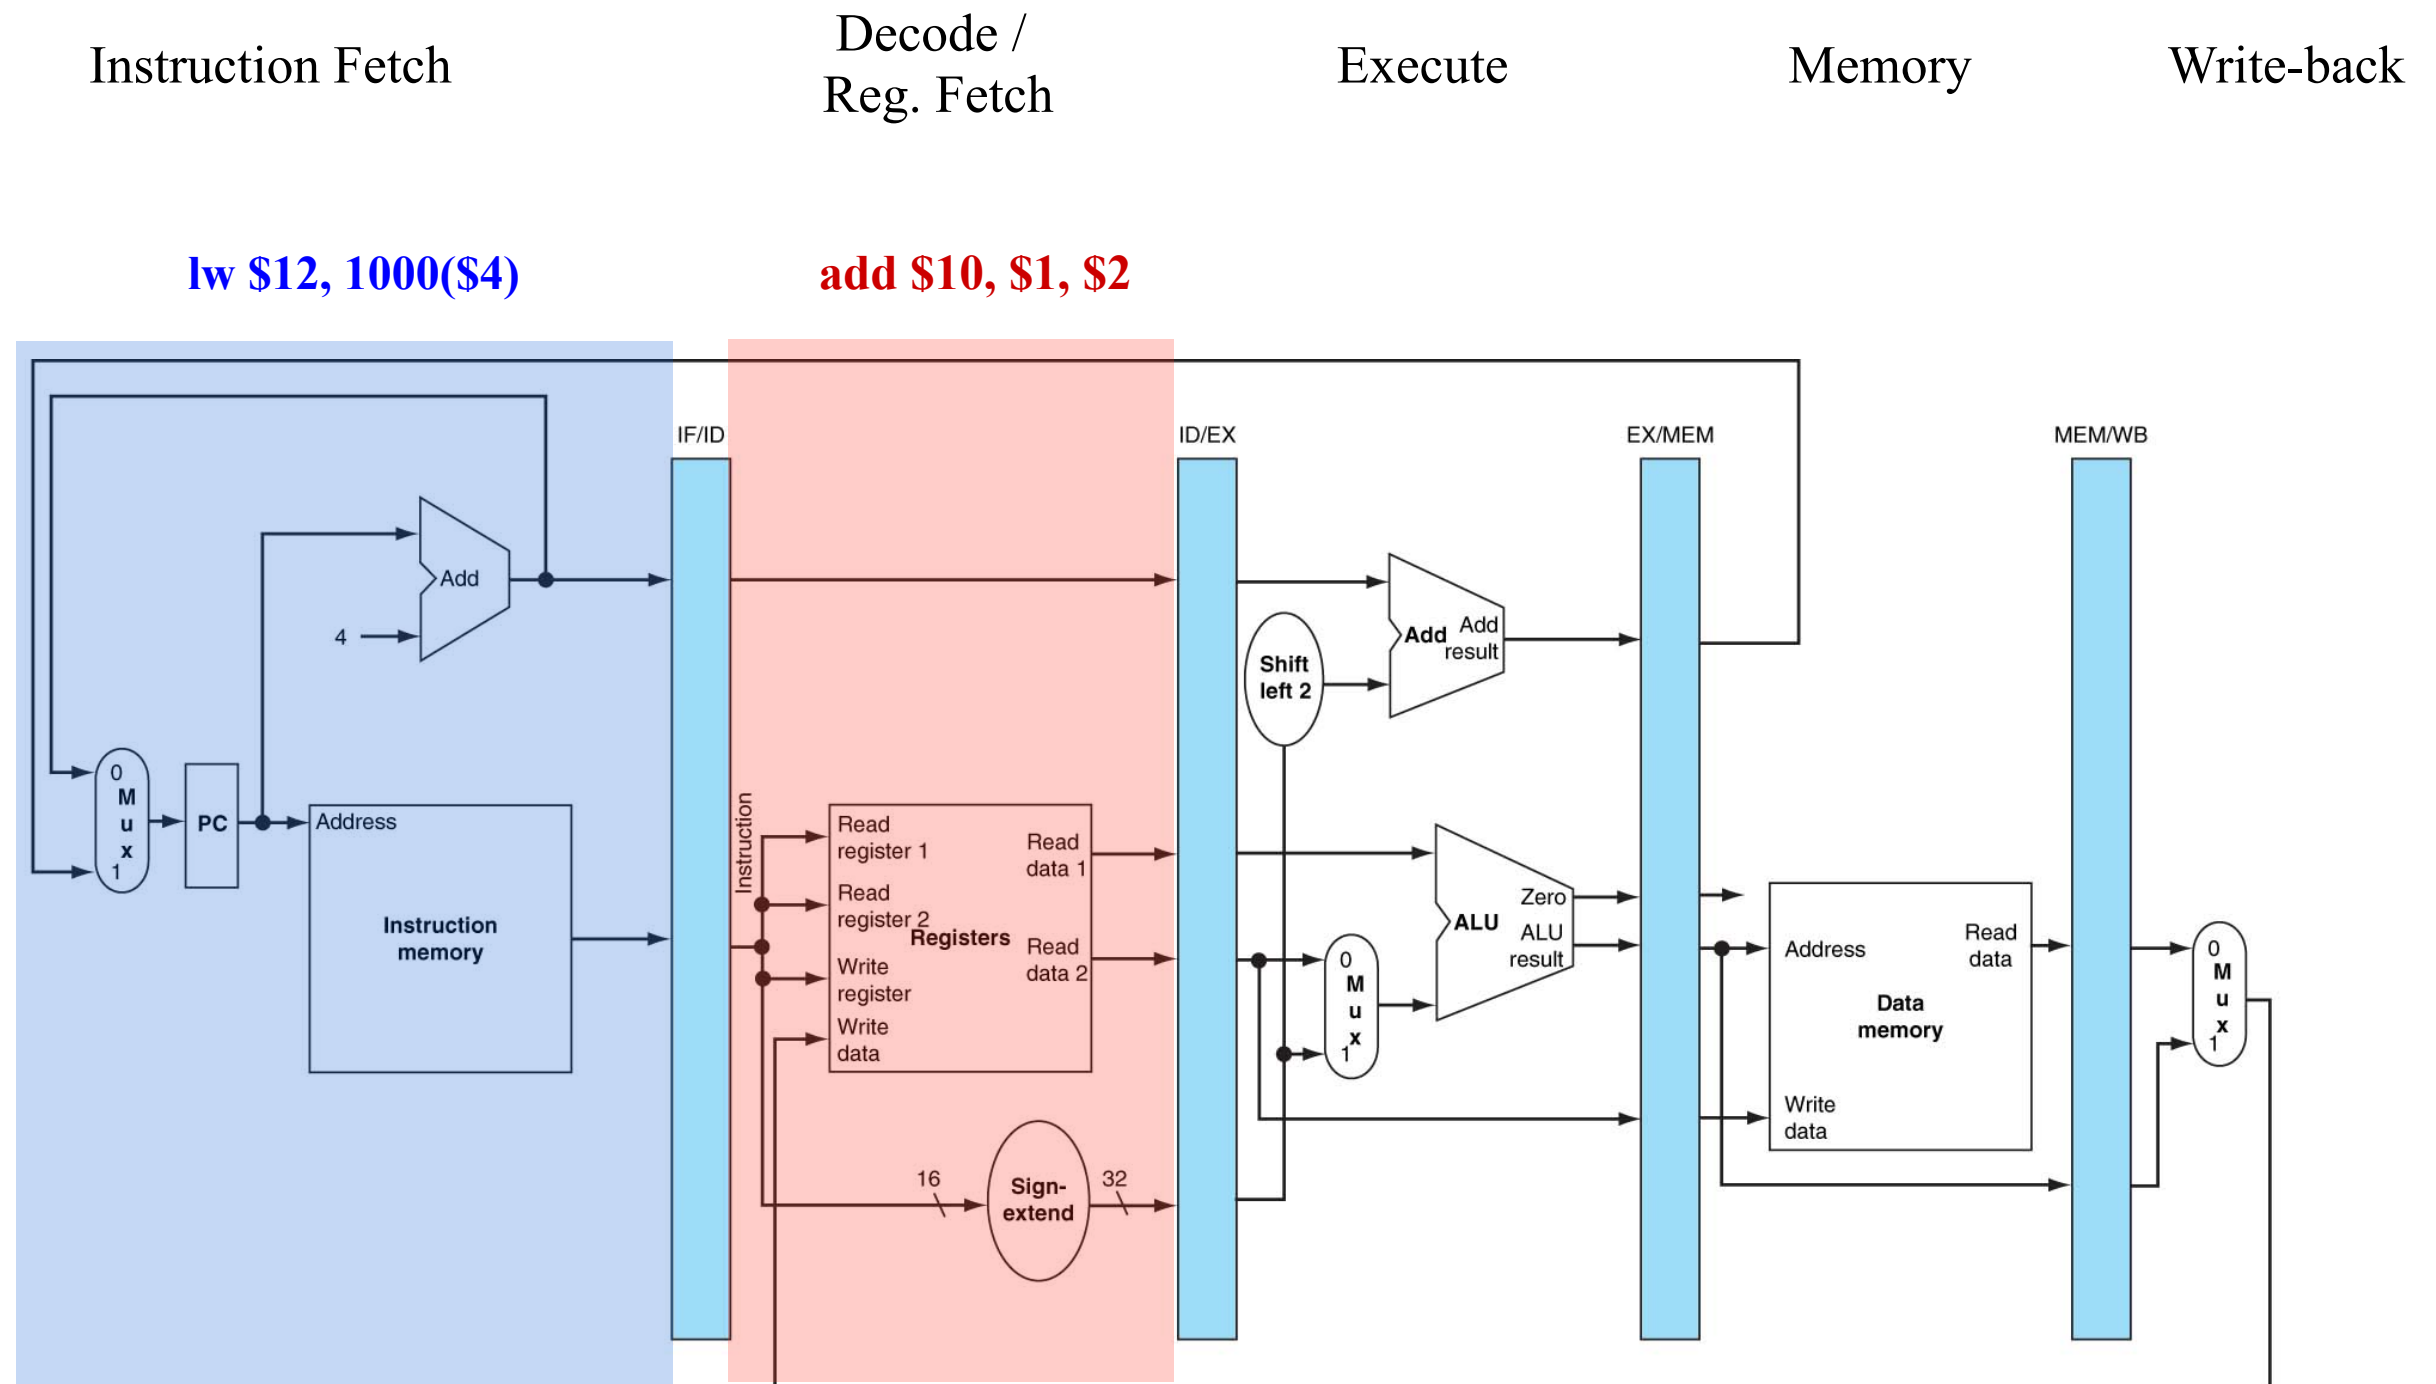 Instruction Fetch
Decode /
Reg. Fetch
Execute
Memory
Write-back
lw $12, 1000($4)
add $10, $1, $2
IF/ID
ID/EX
EX/MEM
MEM/WB
Add
4
0
M
u
x
1
PC
Address
Instruction
memory
Instruction
Read
register 1
Read
register 2
Registers
Write
register
Write
data
Read
data 1
Read
data 2
16
Sign-
extend
32
Shift
left 2
Add
Add
result
0
M
u
x
1
ALU
Zero
ALU
result
Address
Read
data
Data
memory
Write
data
0
M
u
x
1